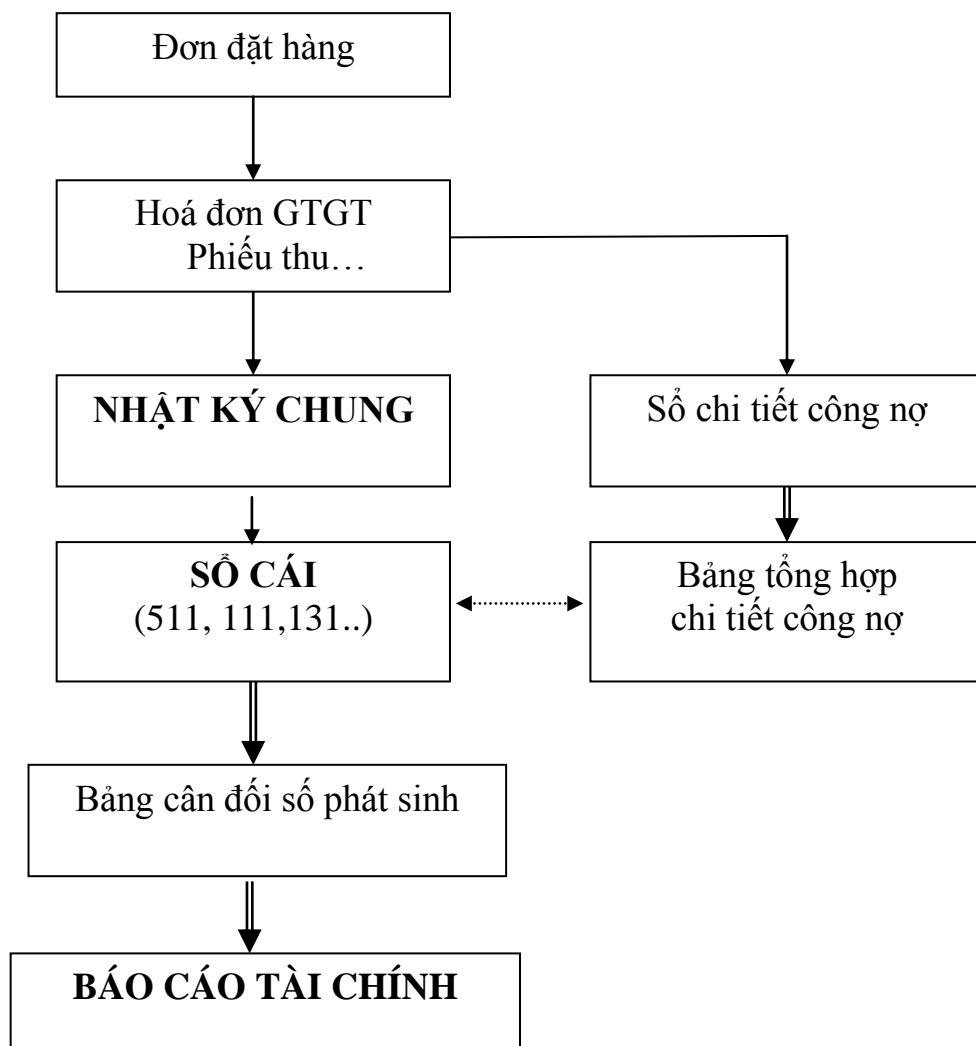 Đơn đặt hàng
Hoá đơn GTGT
Phiếu thu…
NHẬT KÝ CHUNG
Sổ chi tiết công nợ
SỔ CÁI
(511, 111,131..)
Bảng tổng hợp
chi tiết công nợ
Bảng cân đối số phát sinh
BÁO CÁO TÀI CHÍNH